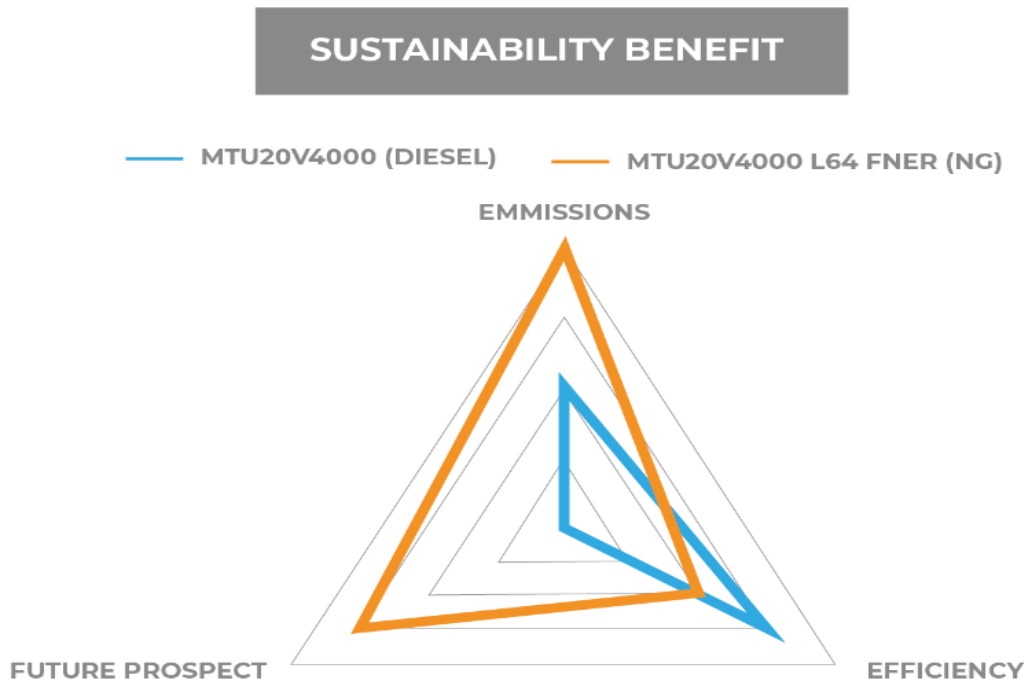 SUSTAINABILITY BENEFIT
MTU20V4000 (DIESEL)
MTU20V4000 L64 FNER (NG)
EMMISSIONS
FUTURE PROSPECT
EFFICIENCY